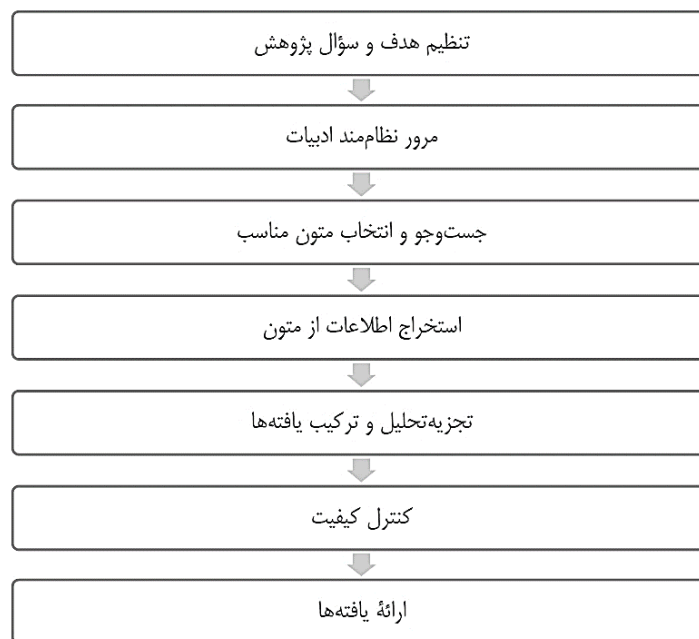 تنظیم هدف و سؤال پژوهش
مرور نظام‌مند ادبیات
جست‌وجو و انتخاب متون مناسب
استخراج اطلاعات از متون
تجزیه‌تحلیل و ترکیب یافته‌ها
کنترل کیفیت
ارائۀ یافته‌ها